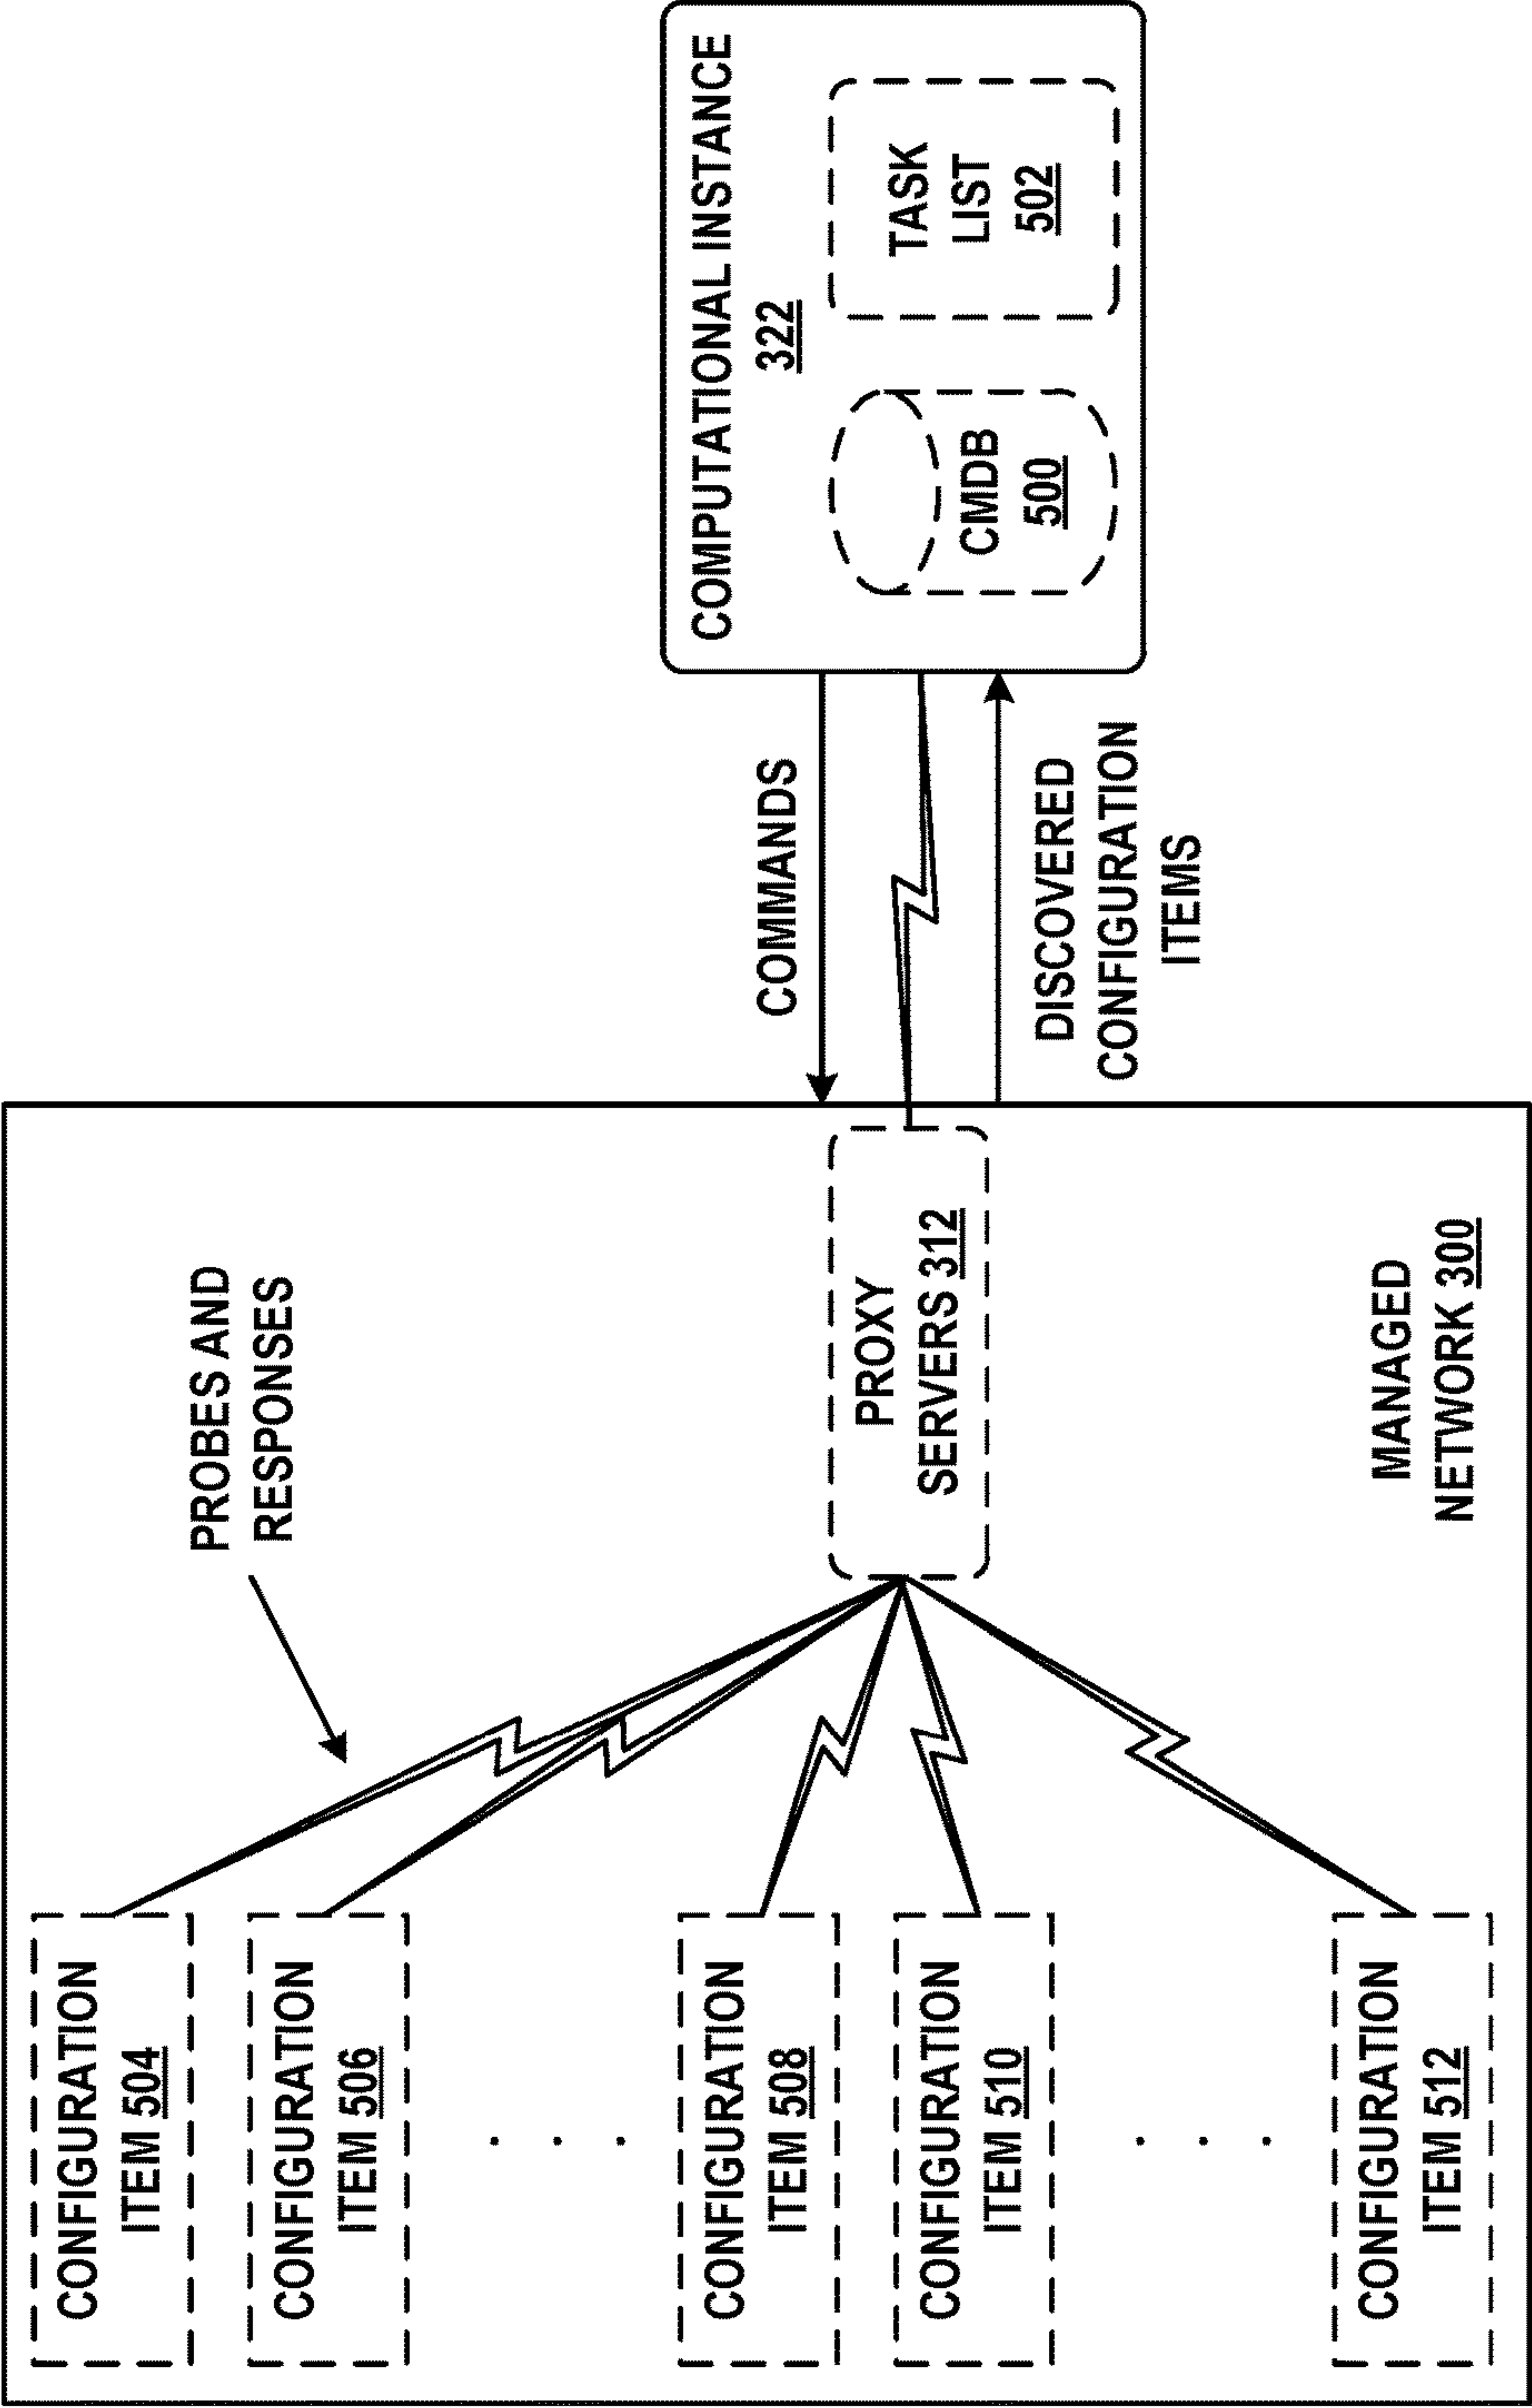 CONFIGURATION
ITEM 504
CONFIGURATION
ITEM 506
. . .
CONFIGURATION
ITEM 508
CONFIGURATION
ITEM 510
. . .
CONFIGURATION
ITEM 512
PROBES AND
RESPONSES
PROXY
SERVERS 312
MANAGED
NETWORK 300
COMMANDS
DISCOVERED
CONFIGURATION
ITEMS
COMPUTATIONAL INSTANCE
322
CMDB
500
TASK
LIST
502